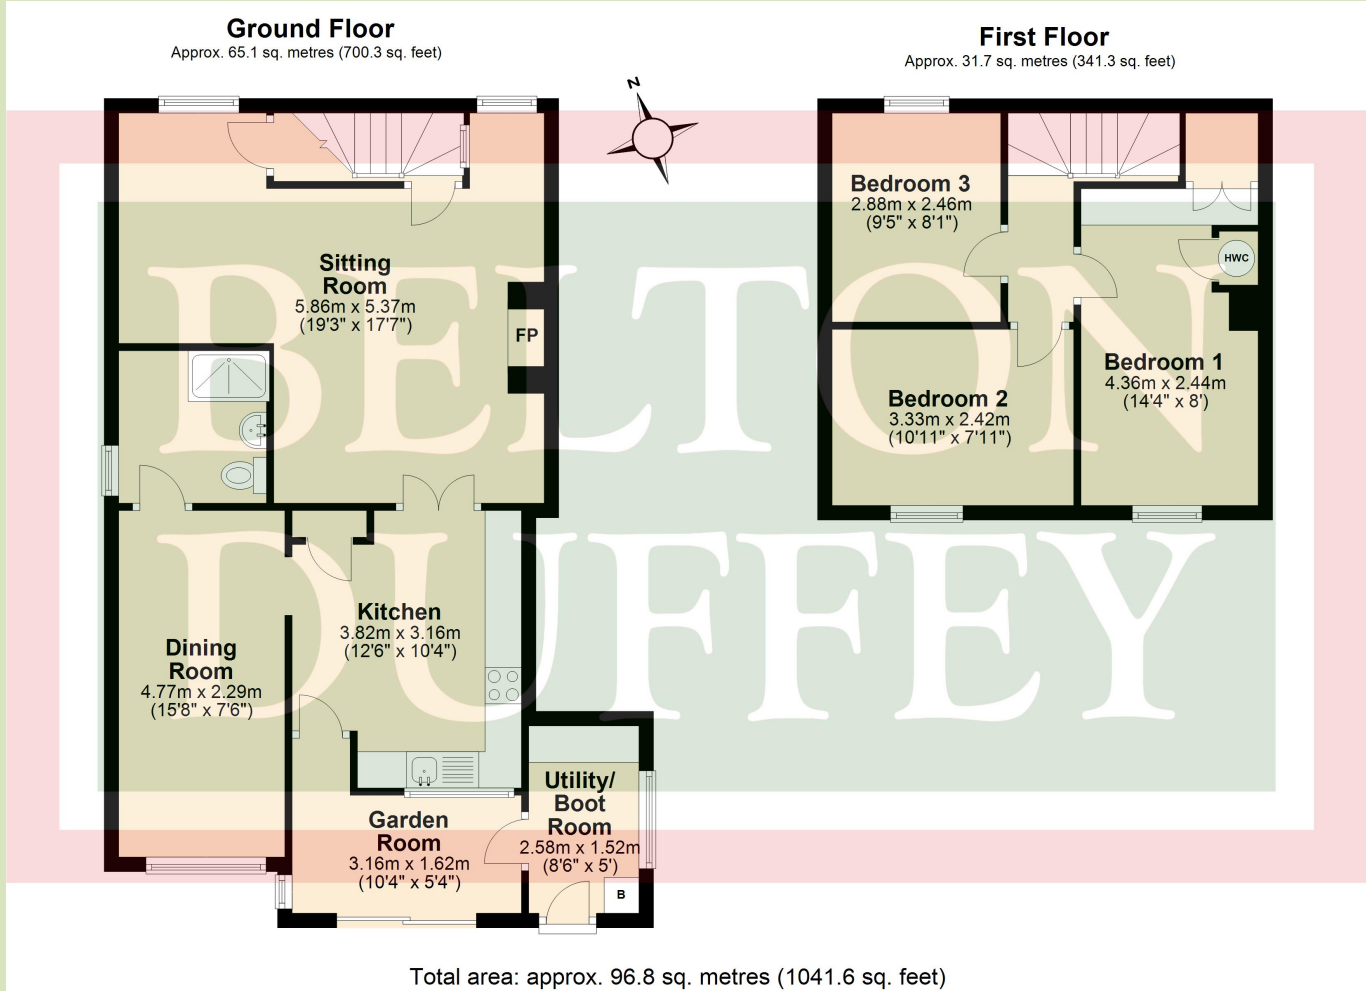 Ground Floor
Approx. 65.1 sq. metres (700.3 sq. feet)
First Floor
Approx. 31.7 sq. metres (341.3 sq. feet)
N
Sitting
Room
5.86m x 5.37m
(19'3" x 17'7")
FP
Bedroom 3
2.88m x 2.46m
(9'5" x 8'1")
HWC
Bedroom 1
4.36m x 2.44m
(14'4" x 8')
Bedroom 2
3.33m x 2.42m
(10'11" x 7'11")
BELTON
DUFFEY
Kitchen
3.82m x 3.16m
(12'6" x 10'4")
Dining
Room
4.77m x 2.29m
(15'8" x 7'6")
Utility/
Boot
Room
2.58m x 1.52m
(8'6" x 5')
Garden
Room
3.16m x 1.62m
(10'4" x 5'4")
B
Total area: approx. 96.8 sq. metres (1041.6 sq. feet)